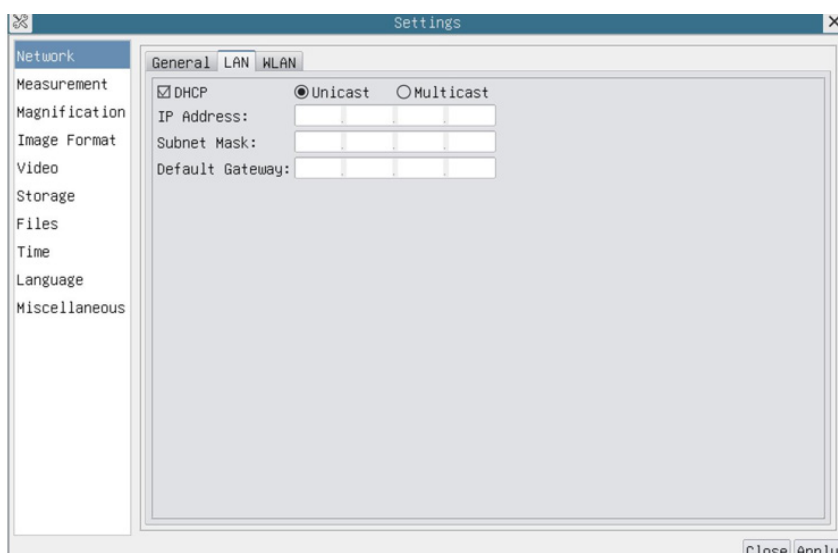 Settings
Network
Measurement
Magnification
Image Format
Video
Storage
Files
Time
Language
Miscellaneous
General LAN WLAN
DHCP Unicast Multicast
IP Address:
Subnet Mask:
Default Gateway:
Close Apply